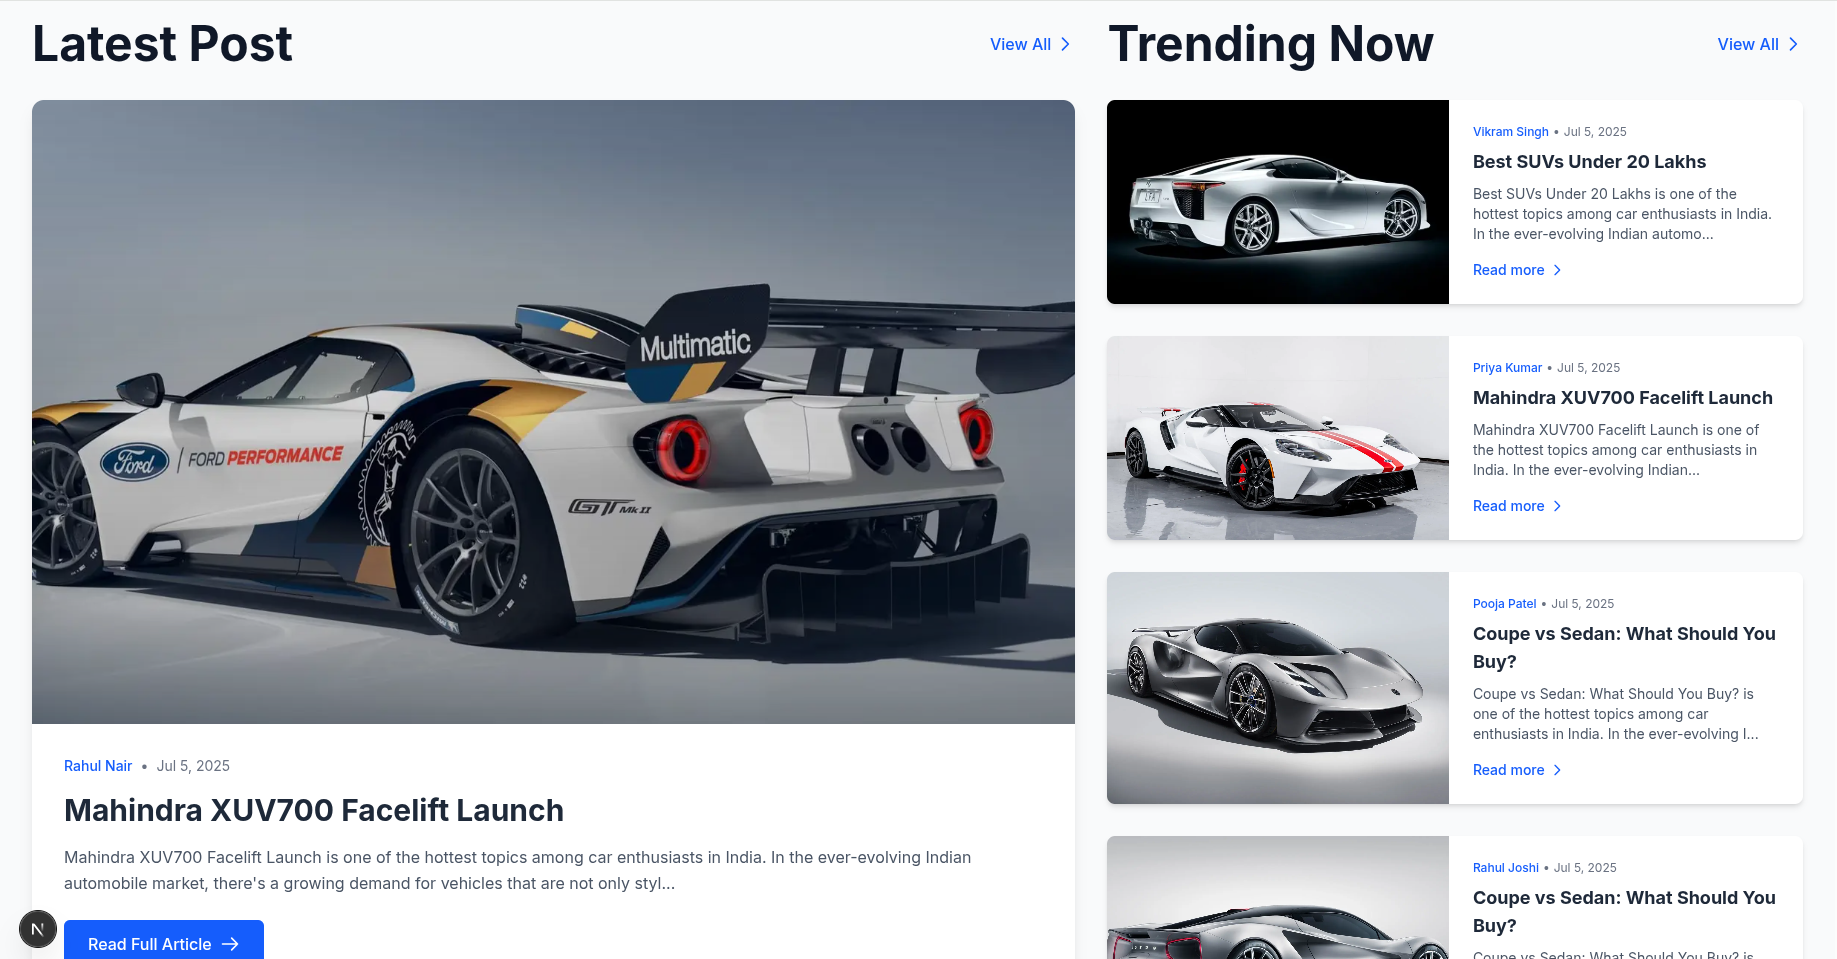 Latest Post
View All
Multimatic
Ford
FORD PERFORMANCE
GT MK II
Rahul Nair • Jul 5, 2025
Mahindra XUV700 Facelift Launch
Mahindra XUV700 Facelift Launch is one of the hottest topics among car enthusiasts in India. In the ever-evolving Indian
automobile market, there's a growing demand for vehicles that are not only styl...
Read Full Article
N
Trending Now
View All
LFA
Vikram Singh • Jul 5, 2025
Best SUVs Under 20 Lakhs
Best SUVs Under 20 Lakhs is one of the
hottest topics among car enthusiasts in India.
In the ever-evolving Indian automo...
Read more
Priya Kumar • Jul 5, 2025
Mahindra XUV700 Facelift Launch
Mahindra XUV700 Facelift Launch is one of
the hottest topics among car enthusiasts in
India. In the ever-evolving Indian...
Read more
Pooja Patel • Jul 5, 2025
Coupe vs Sedan: What Should You
Buy?
Coupe vs Sedan: What Should You Buy? is
one of the hottest topics among car
enthusiasts in India. In the ever-evolving I...
Read more
Rahul Joshi • Jul 5, 2025
Coupe vs Sedan: What Should You
Buy?
Coupe vs Sedan: What Should You Buy? is